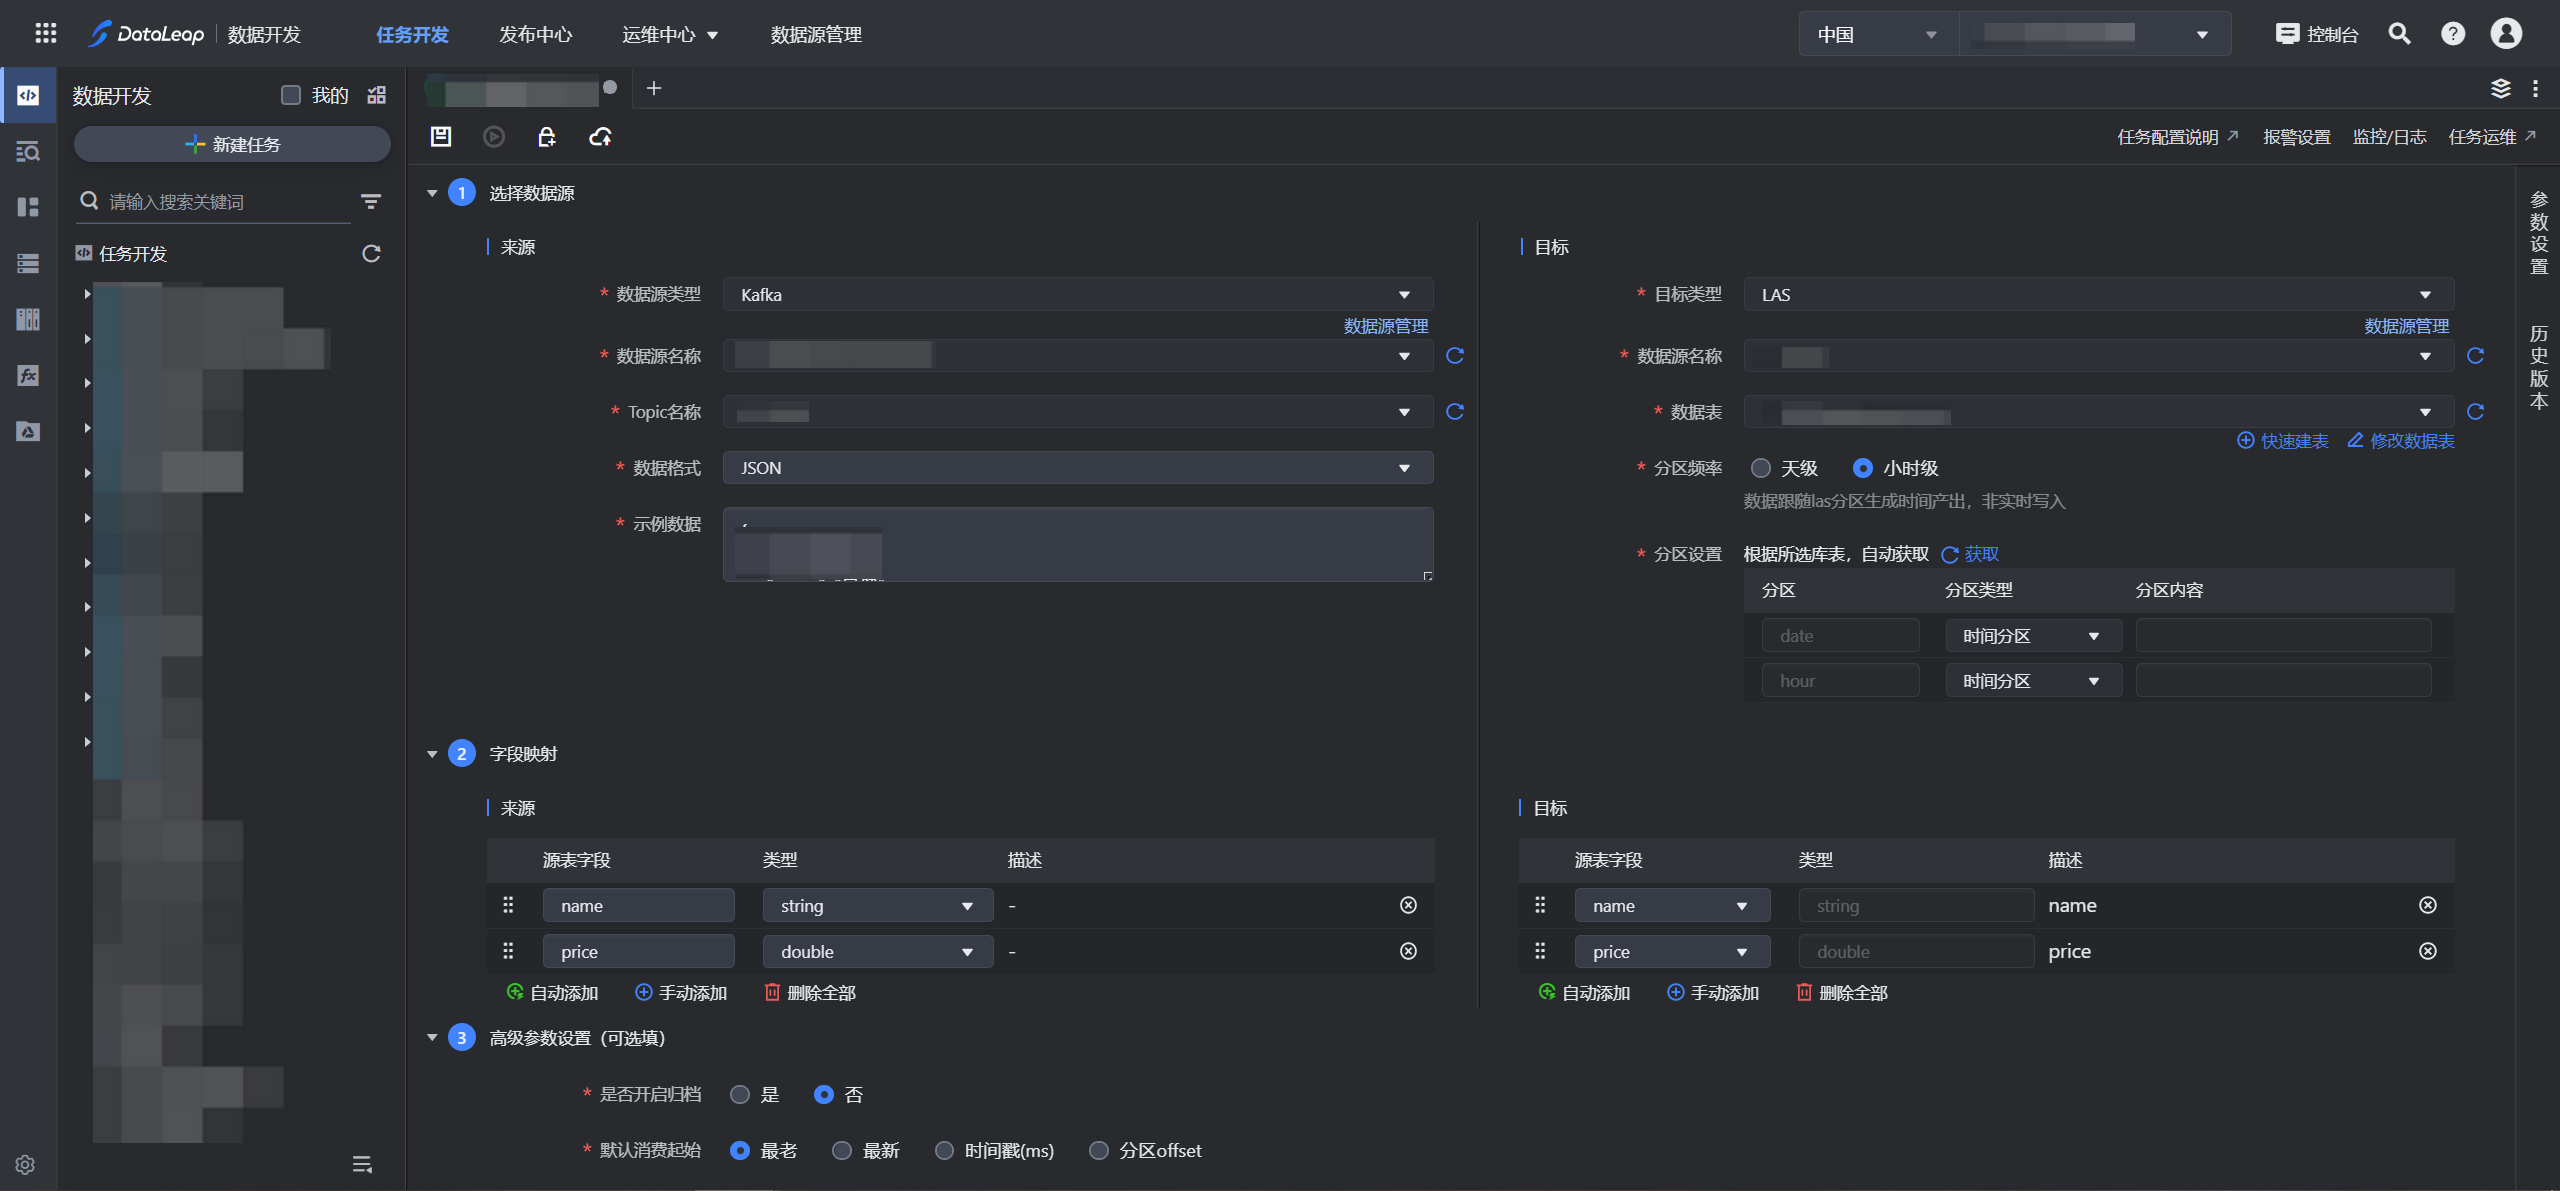 DataLeap 数据开发 任务开发 发布中心 运维中心 数据源管理 中国 控制台
数据开发 我的
新建任务
任务配置说明 报警设置 监控/日志 任务运维
请输入搜索关键词
任务开发
参数设置
历史版本
1 选择数据源
来源
* 数据源类型 Kafka
数据源管理
* 数据源名称
* Topic名称
* 数据格式 JSON
* 示例数据
目标
* 目标类型 LAS
数据源管理
* 数据源名称
* 数据表
快速建表 修改数据表
* 分区频率 天级 小时级
数据跟随las分区生成时间产出，非实时写入
* 分区设置 根据所选库表，自动获取 获取
分区 分区类型 分区内容
date 时间分区
hour 时间分区
2 字段映射
来源
源表字段 类型 描述
name string -
price double -
自动添加 手动添加 删除全部
目标
源表字段 类型 描述
name string name
price double price
自动添加 手动添加 删除全部
3 高级参数设置（可选填）
* 是否开启归档 是 否
* 默认消费起始 最老 最新 时间戳(ms) 分区offset